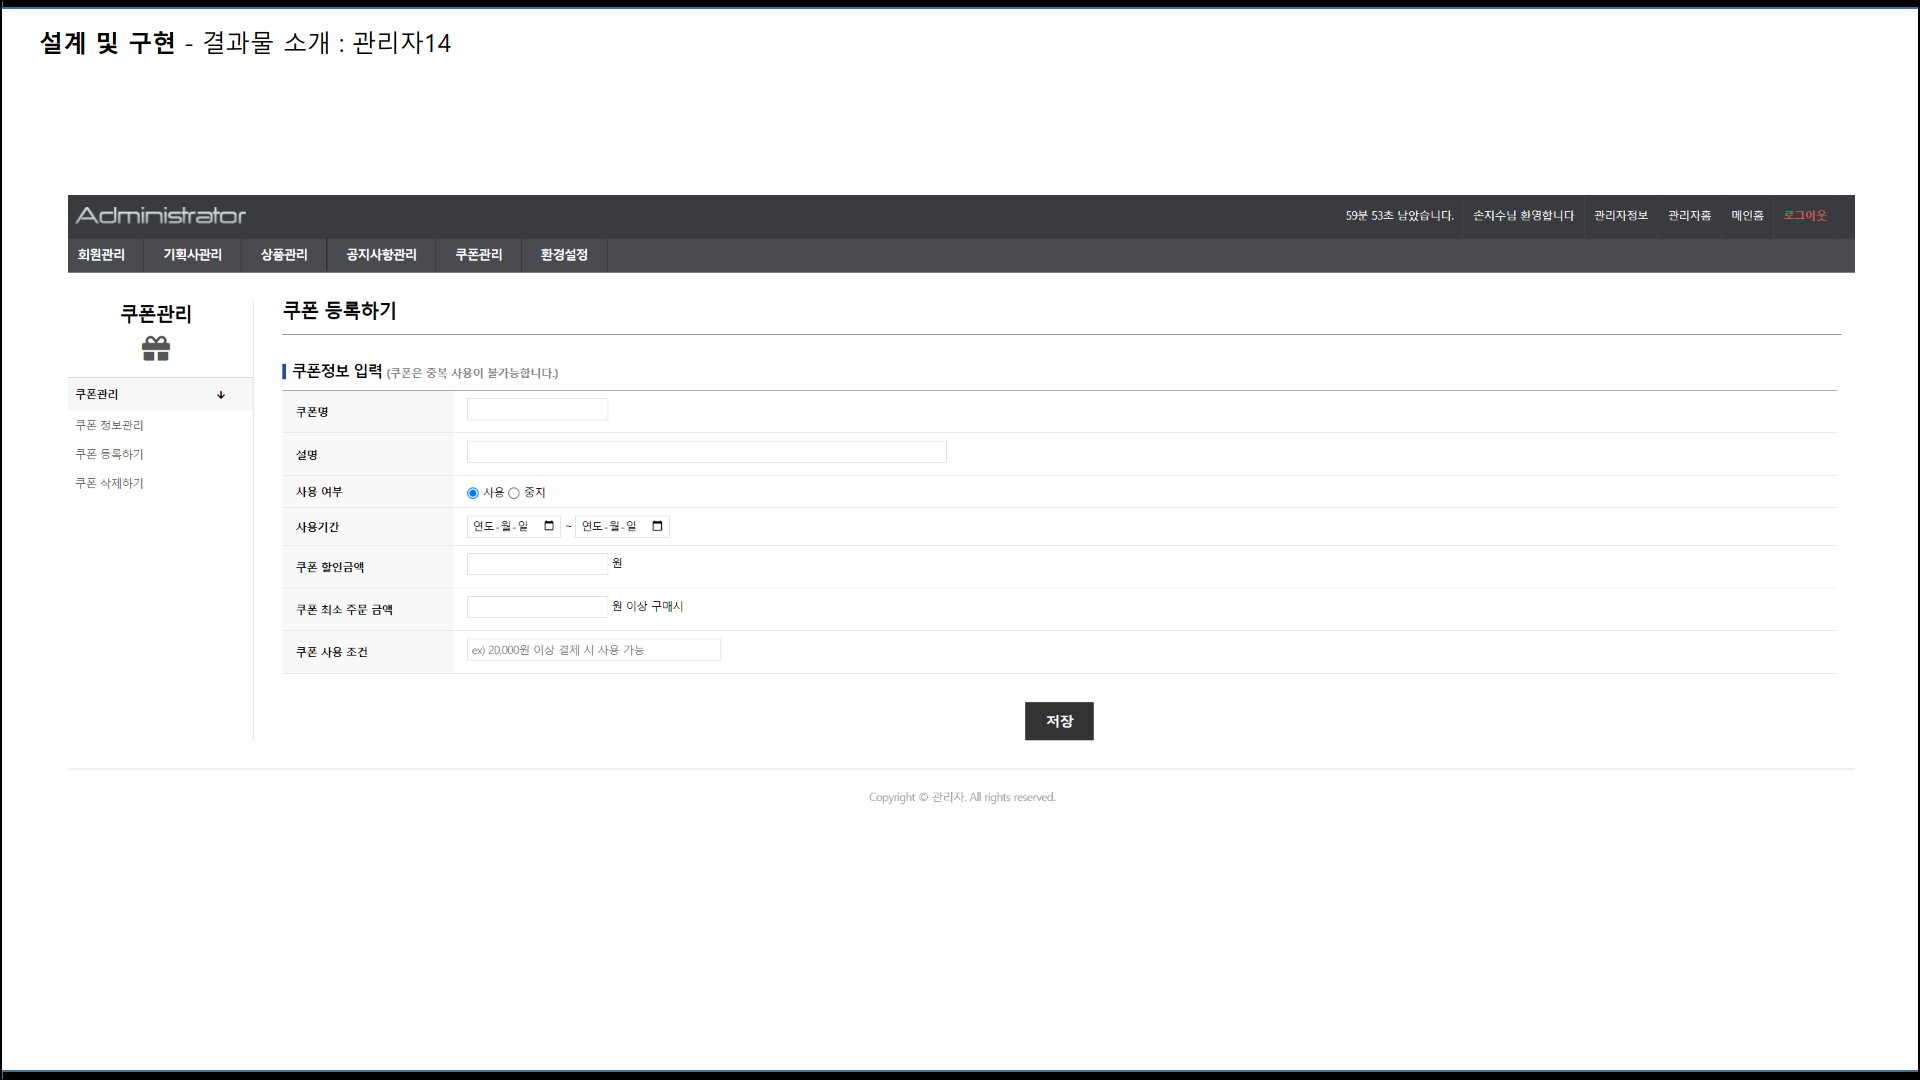 설계 및 구현 - 결과물 소개 : 관리자14
Administrator
59분 53초 남았습니다. 손지수님 환영합니다 관리자정보 관리자홈 메인홈 로그아웃
회원관리 기획사관리 상품관리 공지사항관리 쿠폰관리 환경설정
쿠폰관리
쿠폰관리
쿠폰 정보관리
쿠폰 등록하기
쿠폰 삭제하기
쿠폰 등록하기
쿠폰정보 입력 (쿠폰은 중복 사용이 불가능합니다.)
쿠폰명
설명
사용 여부 사용 중지
사용기간 연도-월-일 ~ 연도-월-일
쿠폰 할인금액 원
쿠폰 최소 주문 금액 원 이상 구매시
쿠폰 사용 조건 ex) 20,000원 이상 결제 시 사용 가능
저장
Copyright © 관리자. All rights reserved.